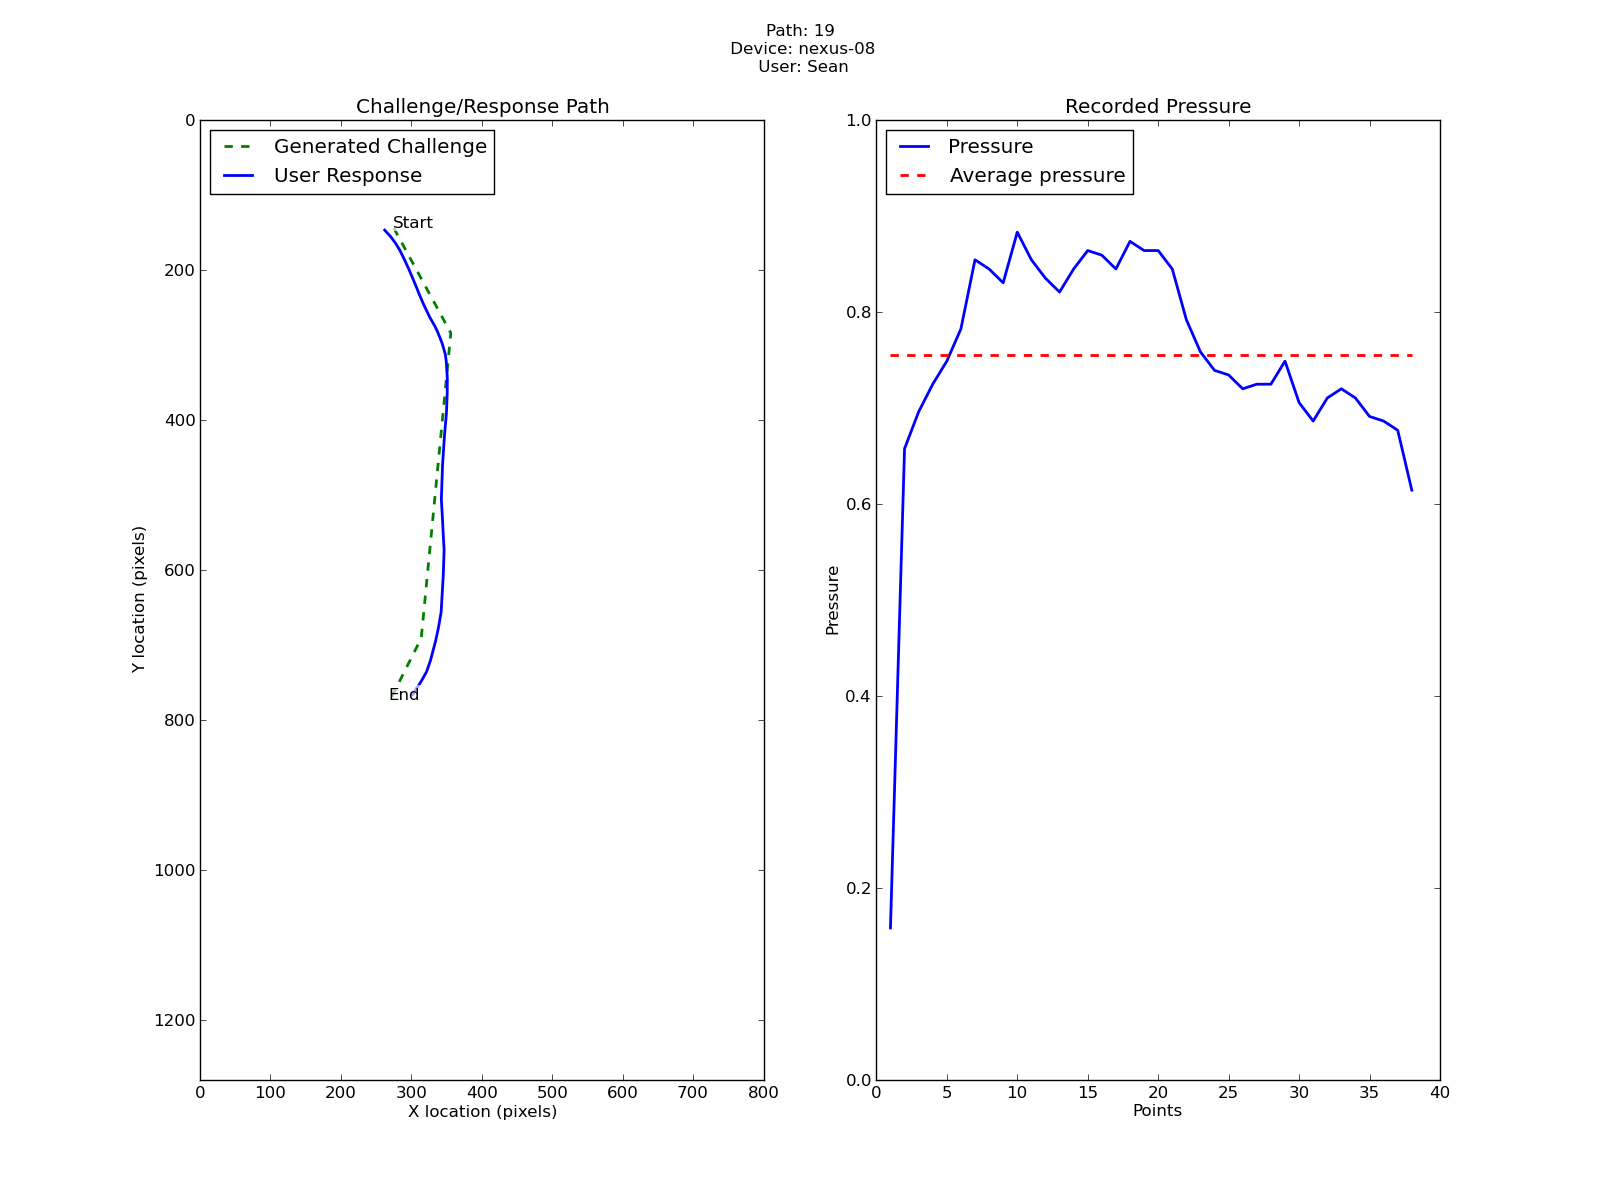 Path: 19
Device: nexus-08
User: Sean
Challenge/Response Path
Generated Challenge
User Response
Start
End
0
200
400
600
800
1000
1200
Y location (pixels)
0 100 200 300 400 500 600 700 800
X location (pixels)
Recorded Pressure
Pressure
Average pressure
1.0
0.8
0.6
0.4
0.2
0.0
Pressure
0 5 10 15 20 25 30 35 40
Points